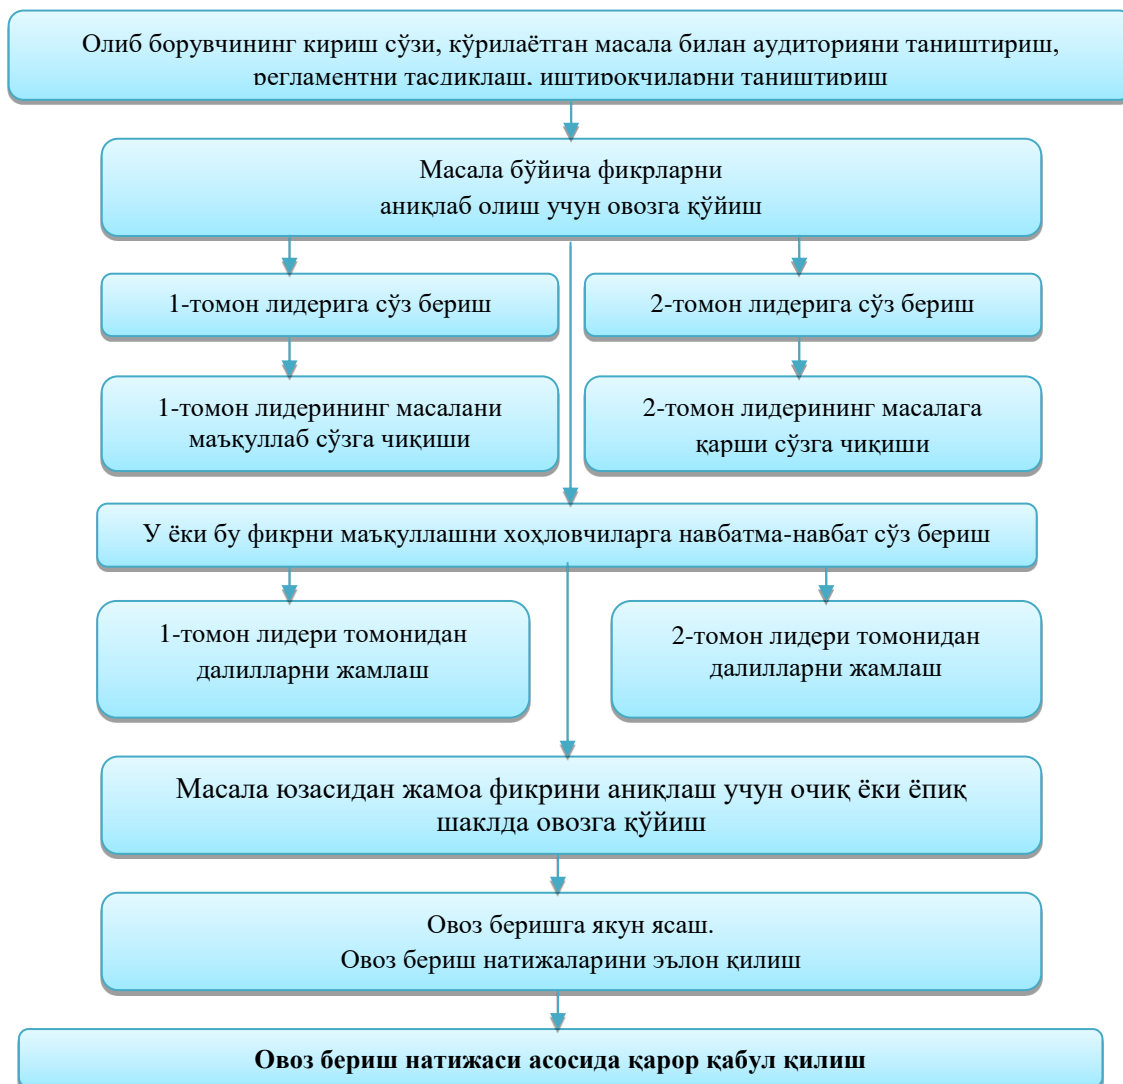 Олиб борувчининг кириш сўзи, кўрилаётган масала билан аудиторияни таништириш,
регламентни тасдиқлаш, иштирокчиларни таништириш
Масала бўйича фикрларни
аниқлаб олиш учун овозга қўйиш
1-томон лидерига сўз бериш
2-томон лидерига сўз бериш
1-томон лидерининг масалани
маъқуллаб сўзга чиқиши
2-томон лидерининг масалага
қарши сўзга чиқиши
У ёки бу фикрни маъқуллашни хоҳловчиларга навбатма-навбат сўз бериш
1-томон лидери томонидан
далилларни жамлаш
2-томон лидери томонидан
далилларни жамлаш
Масала юзасидан жамоа фикрини аниқлаш учун очиқ ёки ёпиқ
шаклда овозга қўйиш
Овоз беришга якун ясаш.
Овоз бериш натижаларини эълон қилиш
Овоз бериш натижаси асосида қарор қабул қилиш